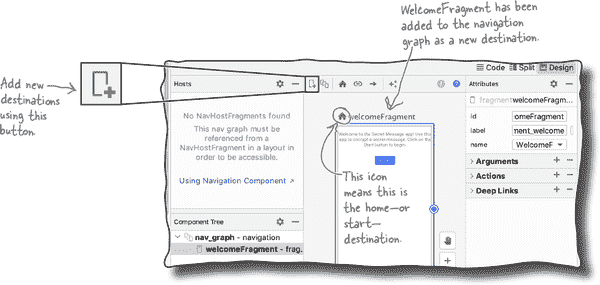 WelcomeFragment has been
added to the navigation
graph as a new destination.
Add new
destinations
using this
button.
Code Split Design
Hosts
Attributes
No NavHostFragments found
This nav graph must be
referenced from a
NavHostFragment in a layout in
order to be accessible.
Using Navigation Component
Component Tree
nav_graph - navigation
welcomeFragment - frag...
welcomeFragment
Welcome to the Secret Message app! Use this
app to encrypt a secret message. Click on the
Start button to begin.
This icon
means this is
the home—or
start—
destination.
fragment welcomeFragm...
id omeFragment
label nent_welcome
name WelcomeF
Arguments
Actions
Deep Links